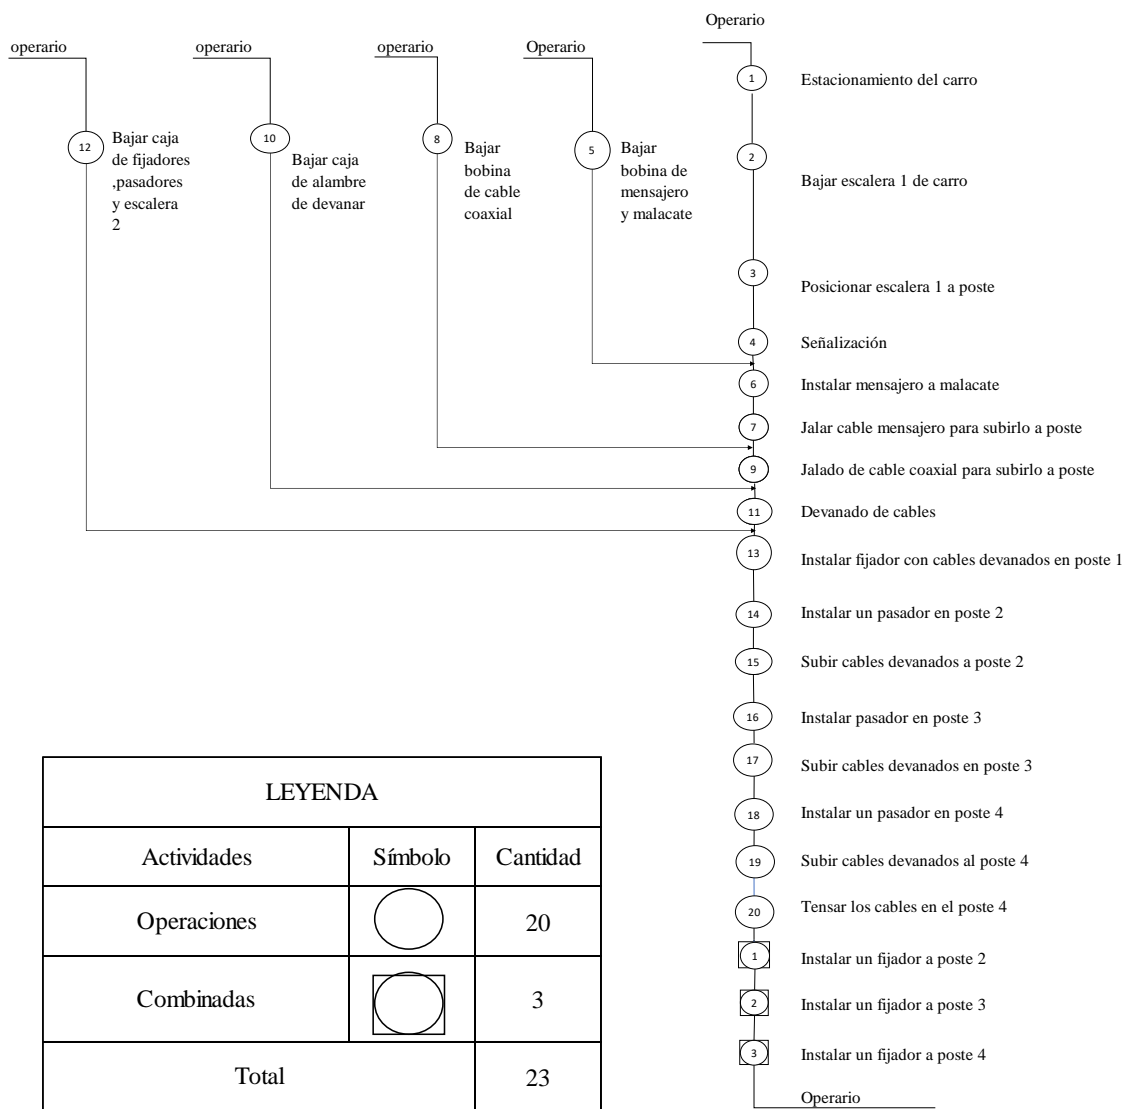 operario
operario
operario
Operario
Operario
12
Bajar caja
de fijadores
,pasadores
y escalera
2
10
Bajar caja
de alambre
de devanar
8
Bajar
bobina
de cable
coaxial
5
Bajar
bobina de
mensajero
y malacate
1 Estacionamiento del carro
2 Bajar escalera 1 de carro
3 Posicionar escalera 1 a poste
4 Señalización
6 Instalar mensajero a malacate
7 Jalar cable mensajero para subirlo a poste
9 Jalado de cable coaxial para subirlo a poste
11 Devanado de cables
13 Instalar fijador con cables devanados en poste 1
14 Instalar un pasador en poste 2
15 Subir cables devanados a poste 2
16 Instalar pasador en poste 3
17 Subir cables devanados en poste 3
18 Instalar un pasador en poste 4
19 Subir cables devanados al poste 4
20 Tensar los cables en el poste 4
1 Instalar un fijador a poste 2
2 Instalar un fijador a poste 3
3 Instalar un fijador a poste 4
Operario
LEYENDA
Actividades Símbolo Cantidad
Operaciones 20
Combinadas 3
Total 23